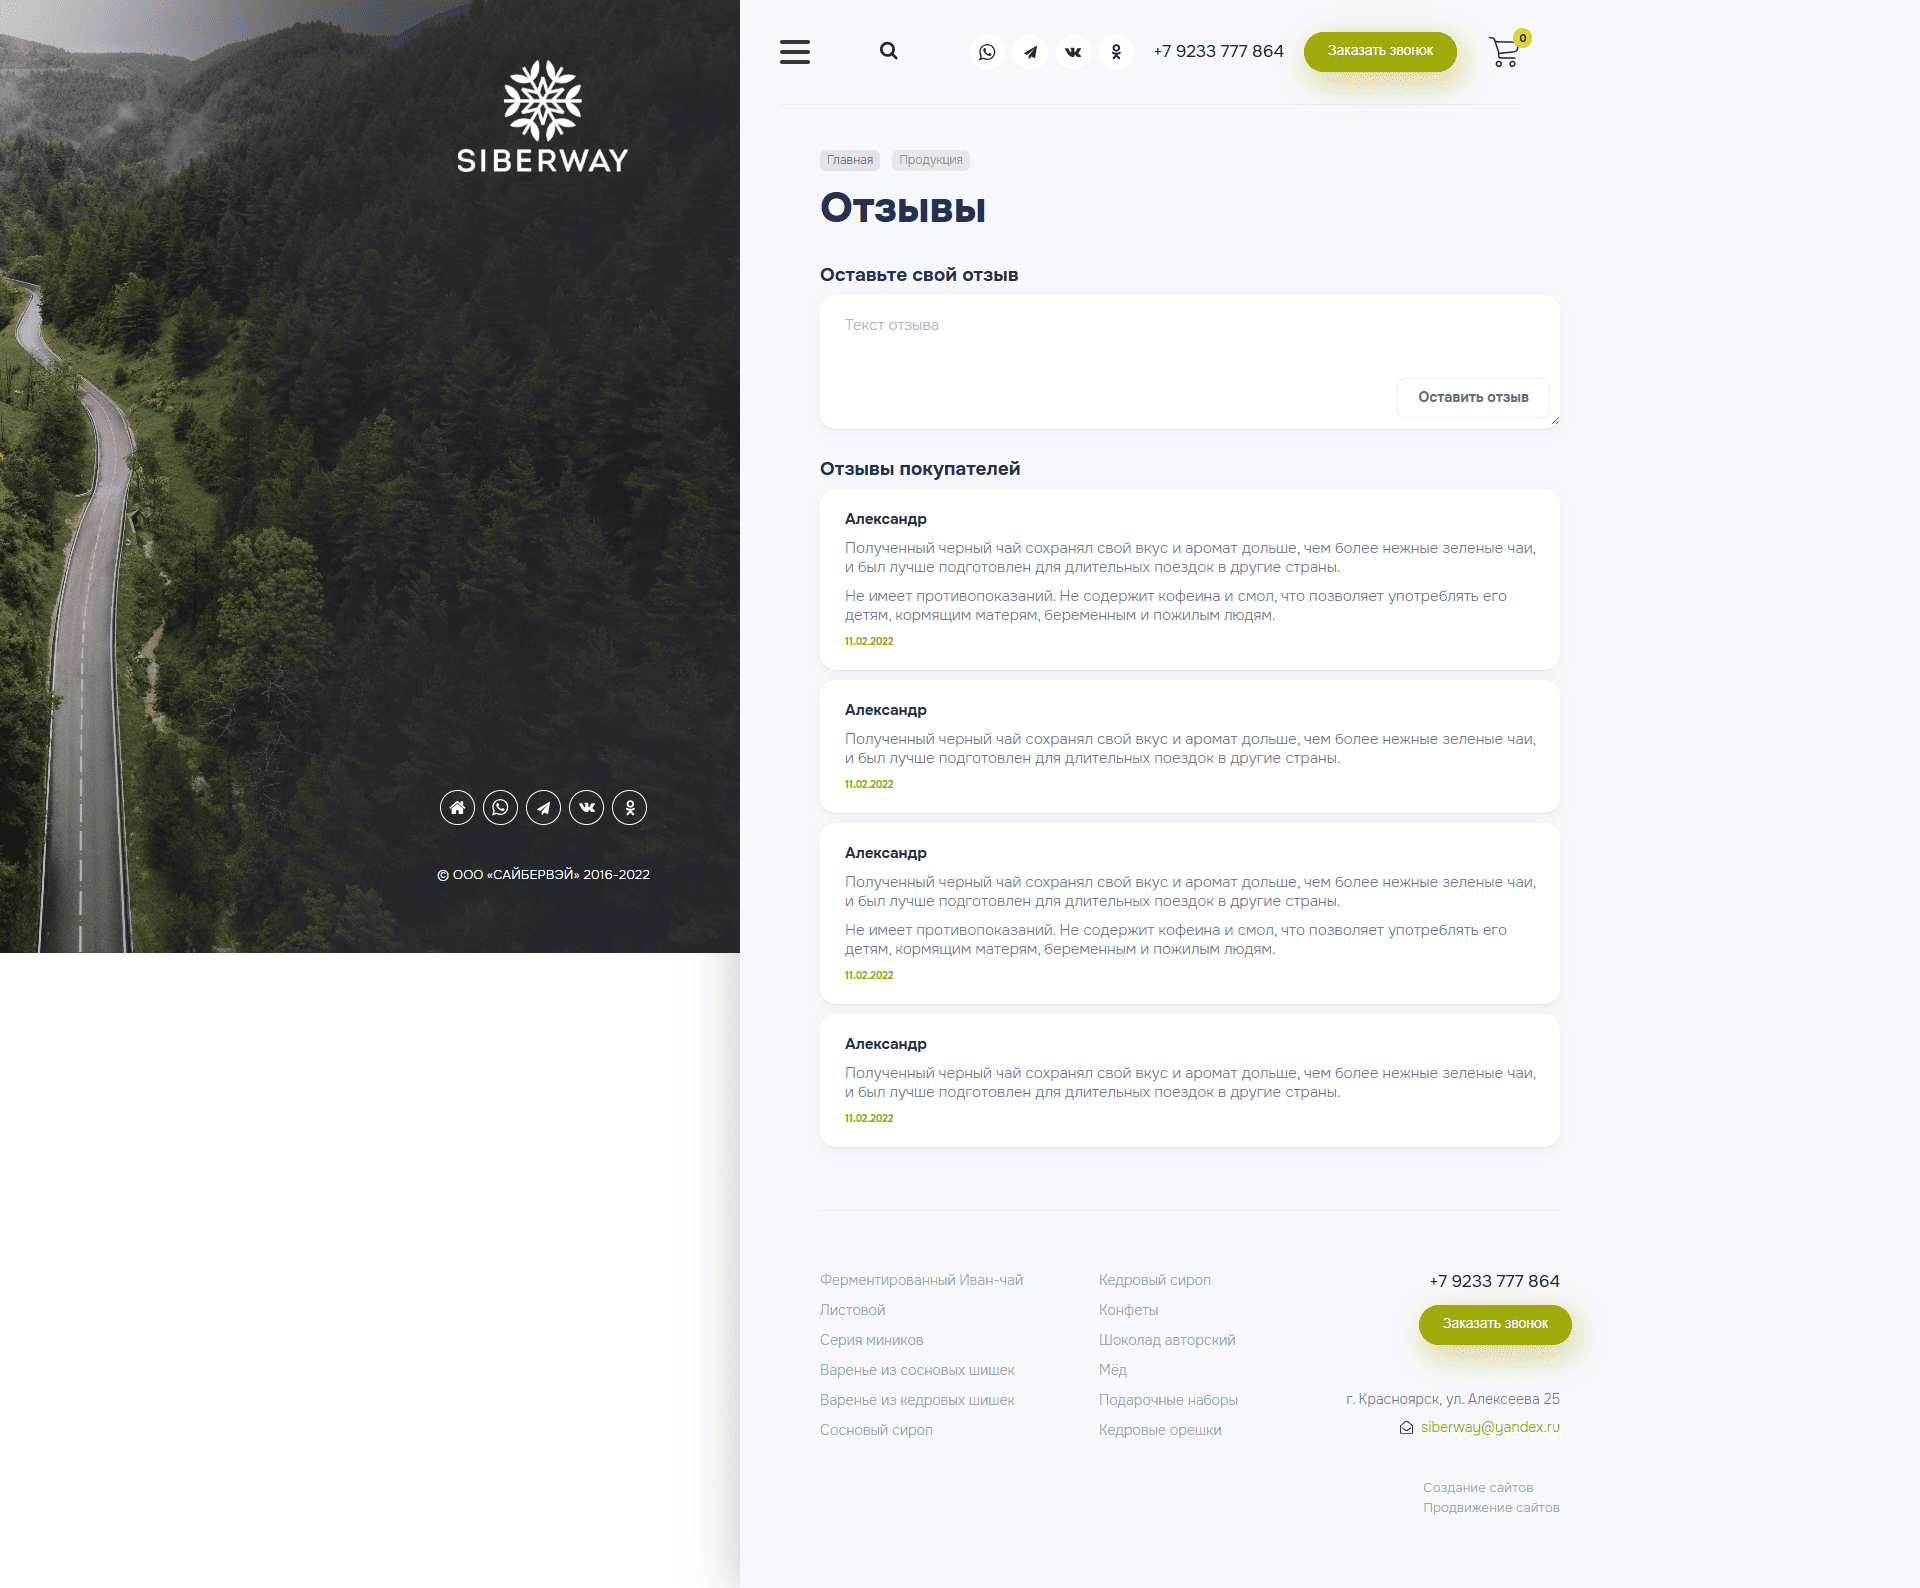 SIBERWAY
© ООО «САЙБЕРВЭЙ» 2016-2022
+7 9233 777 864
Заказать звонок
0
Главная
Продукция
Отзывы
Оставьте свой отзыв
Текст отзыва
Оставить отзыв
Отзывы покупателей
Александр
Полученный черный чай сохранял свой вкус и аромат дольше, чем более нежные зеленые чаи,
и был лучше подготовлен для длительных поездок в другие страны.
Не имеет противопоказаний. Не содержит кофеина и смол, что позволяет употреблять его
детям, кормящим матерям, беременным и пожилым людям.
11.02.2022
Александр
Полученный черный чай сохранял свой вкус и аромат дольше, чем более нежные зеленые чаи,
и был лучше подготовлен для длительных поездок в другие страны.
11.02.2022
Александр
Полученный черный чай сохранял свой вкус и аромат дольше, чем более нежные зеленые чаи,
и был лучше подготовлен для длительных поездок в другие страны.
Не имеет противопоказаний. Не содержит кофеина и смол, что позволяет употреблять его
детям, кормящим матерям, беременным и пожилым людям.
11.02.2022
Александр
Полученный черный чай сохранял свой вкус и аромат дольше, чем более нежные зеленые чаи,
и был лучше подготовлен для длительных поездок в другие страны.
11.02.2022
Ферментированный Иван-чай
Листовой
Серия миников
Варенье из сосновых шишек
Варенье из кедровых шишек
Сосновый сироп
Кедровый сироп
Конфеты
Шоколад авторский
Мёд
Подарочные наборы
Кедровые орешки
+7 9233 777 864
Заказать звонок
г. Красноярск, ул. Алексеева 25
siberway@yandex.ru
Создание сайтов
Продвижение сайтов